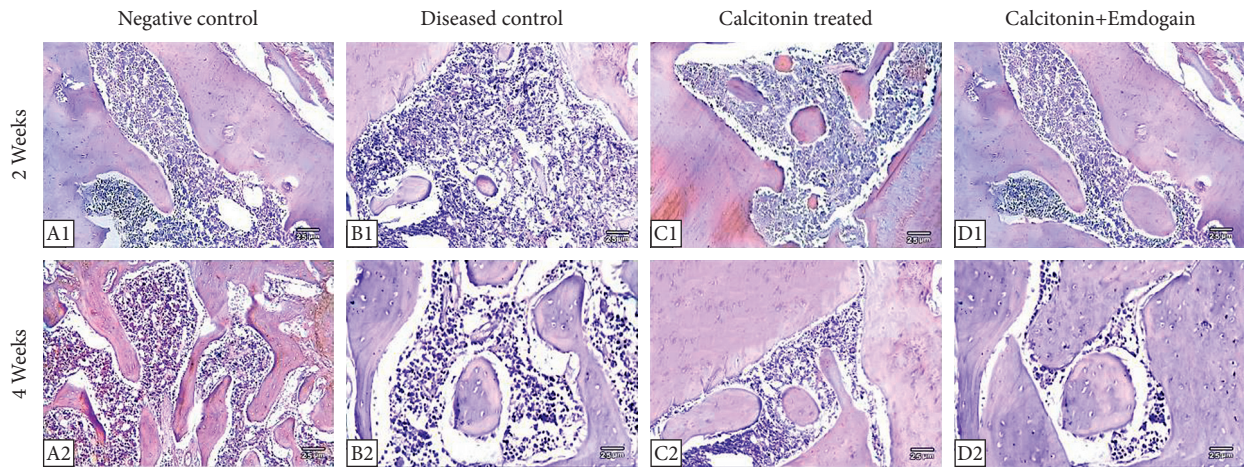 Negative control
Diseased control
Calcitonin treated
Calcitonin+Emdogain
2 Weeks
A1
25 µm
B1
25 µm
C1
25 µm
D1
25 µm
4 Weeks
A2
25 µm
B2
25 µm
C2
25 µm
D2
25 µm